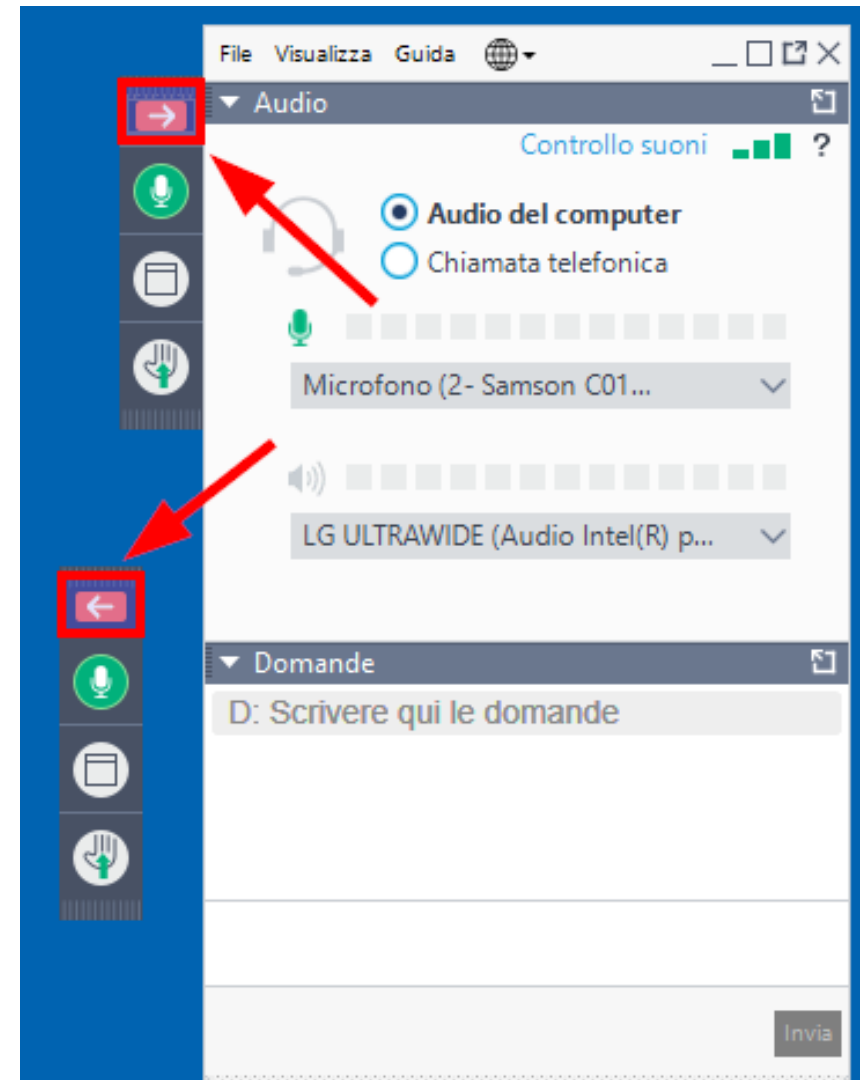 File Visualizza Guida
Audio
Controllo suoni ?
Audio del computer
Chiamata telefonica
Microfono (2- Samson C01...
LG ULTRAWIDE (Audio Intel(R) p...
Domande
D: Scrivere qui le domande
Invia